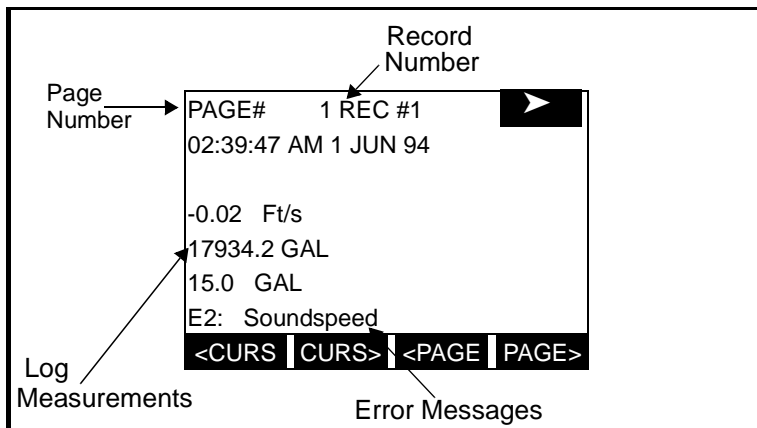 Record
Number
Page
Number
PAGE# 1 REC #1
➤
02:39:47 AM 1 JUN 94
-0.02 Ft/s
17934.2 GAL
15.0 GAL
E2: Soundspeed
<CURS CURS> <PAGE PAGE>
Log
Measurements
Error Messages